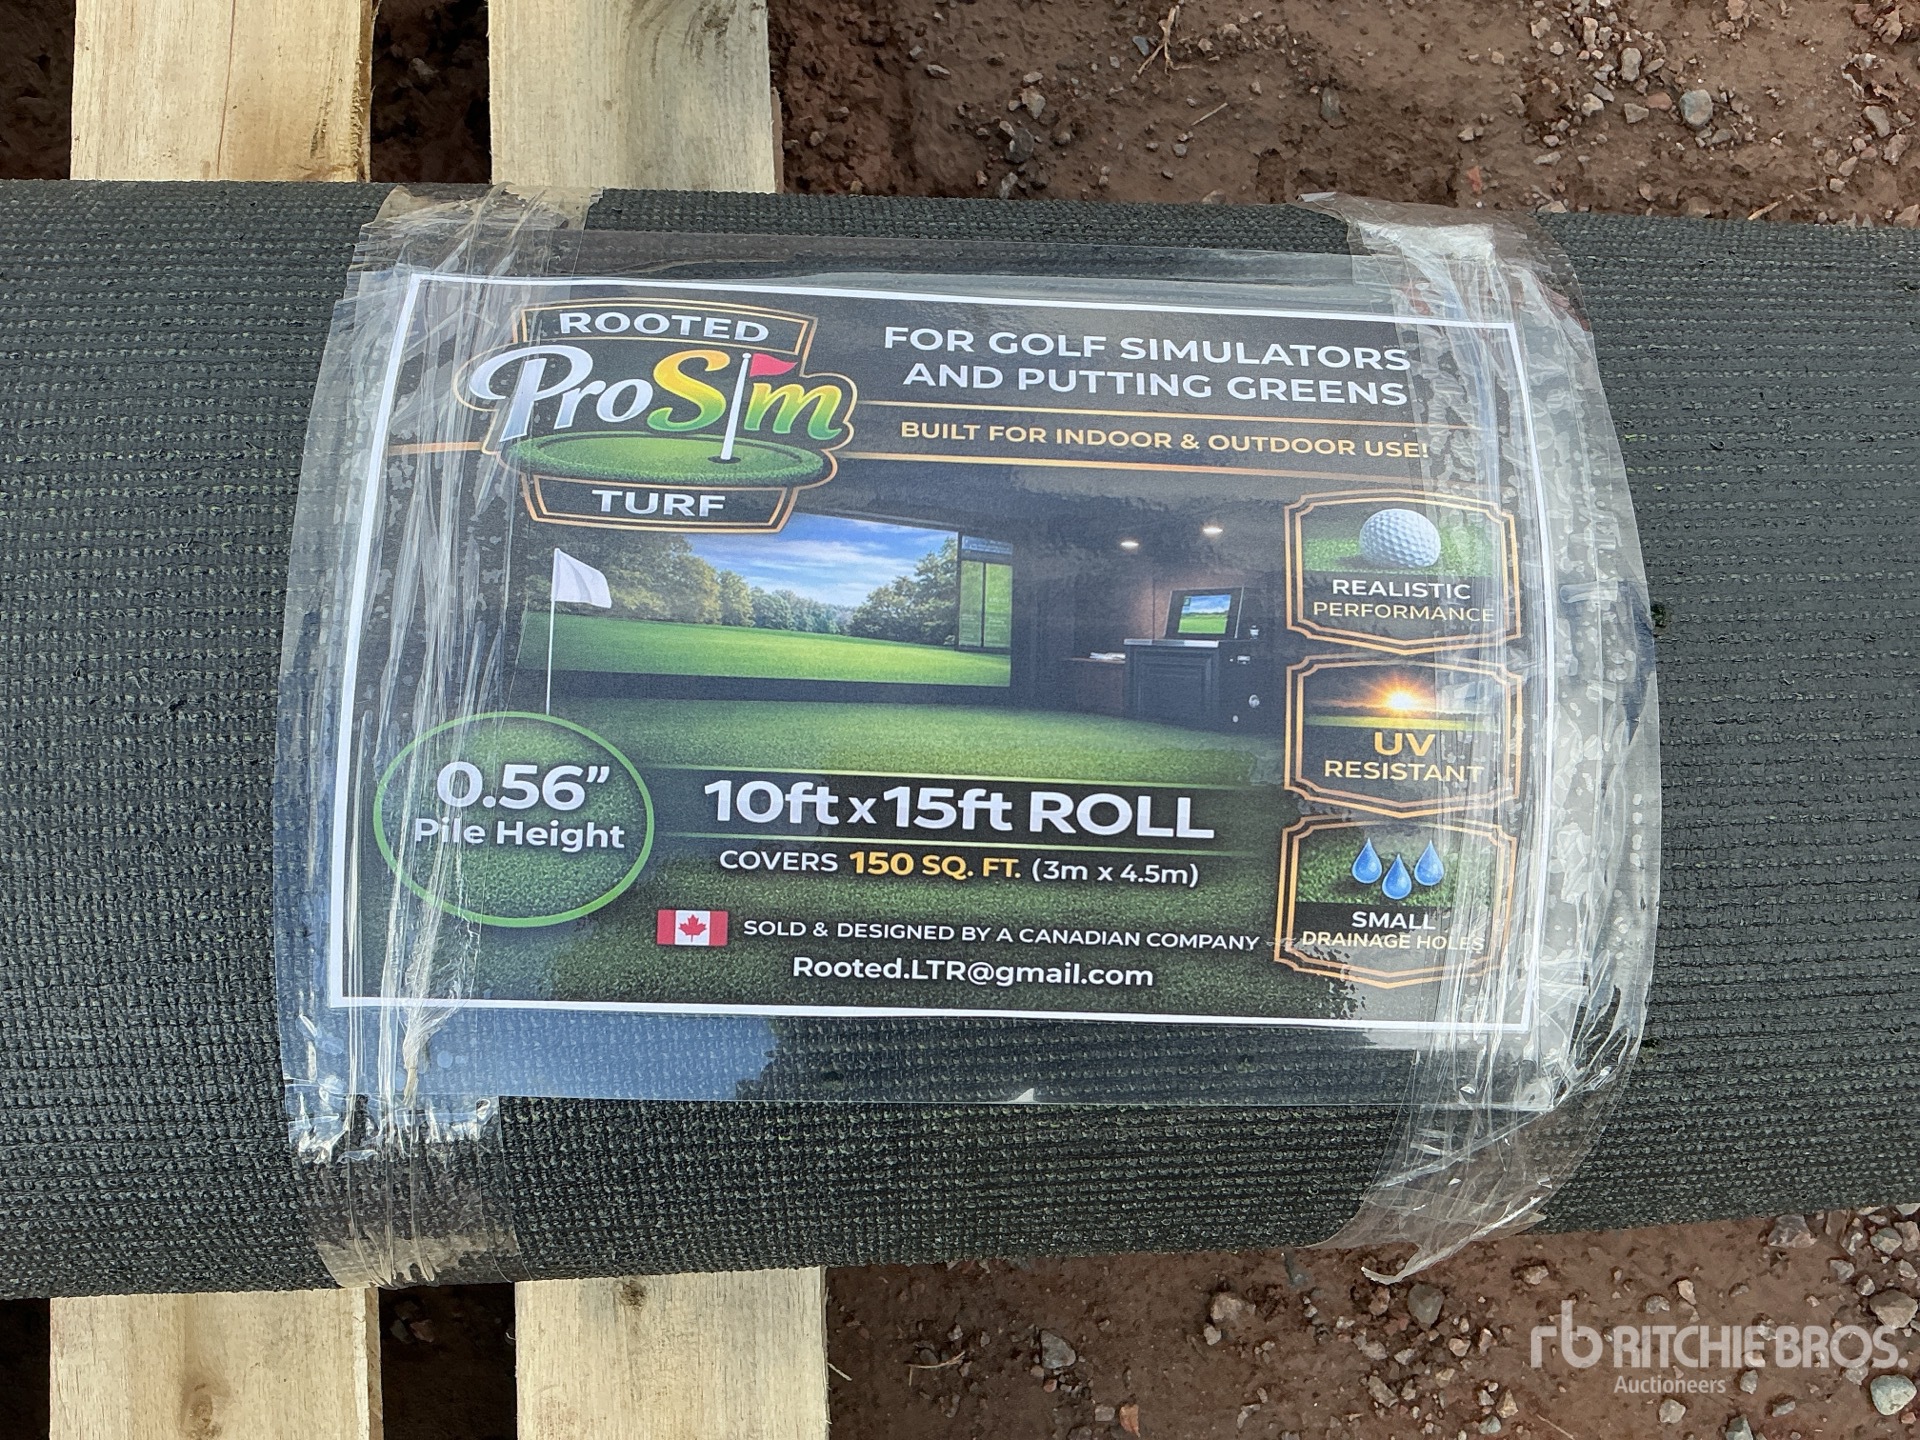 ROOTED
ProSim
TURF
FOR GOLF SIMULATORS
AND PUTTING GREENS
BUILT FOR INDOOR & OUTDOOR USE!
REALISTIC
PERFORMANCE
UV
RESISTANT
SMALL
DRAINAGE HOLES
0.56”
Pile Height
10ft x 15ft ROLL
COVERS 150 SQ. FT. (3m x 4.5m)
SOLD & DESIGNED BY A CANADIAN COMPANY
Rooted.LTR@gmail.com
rb RITCHIE BROS.
Auctioneers